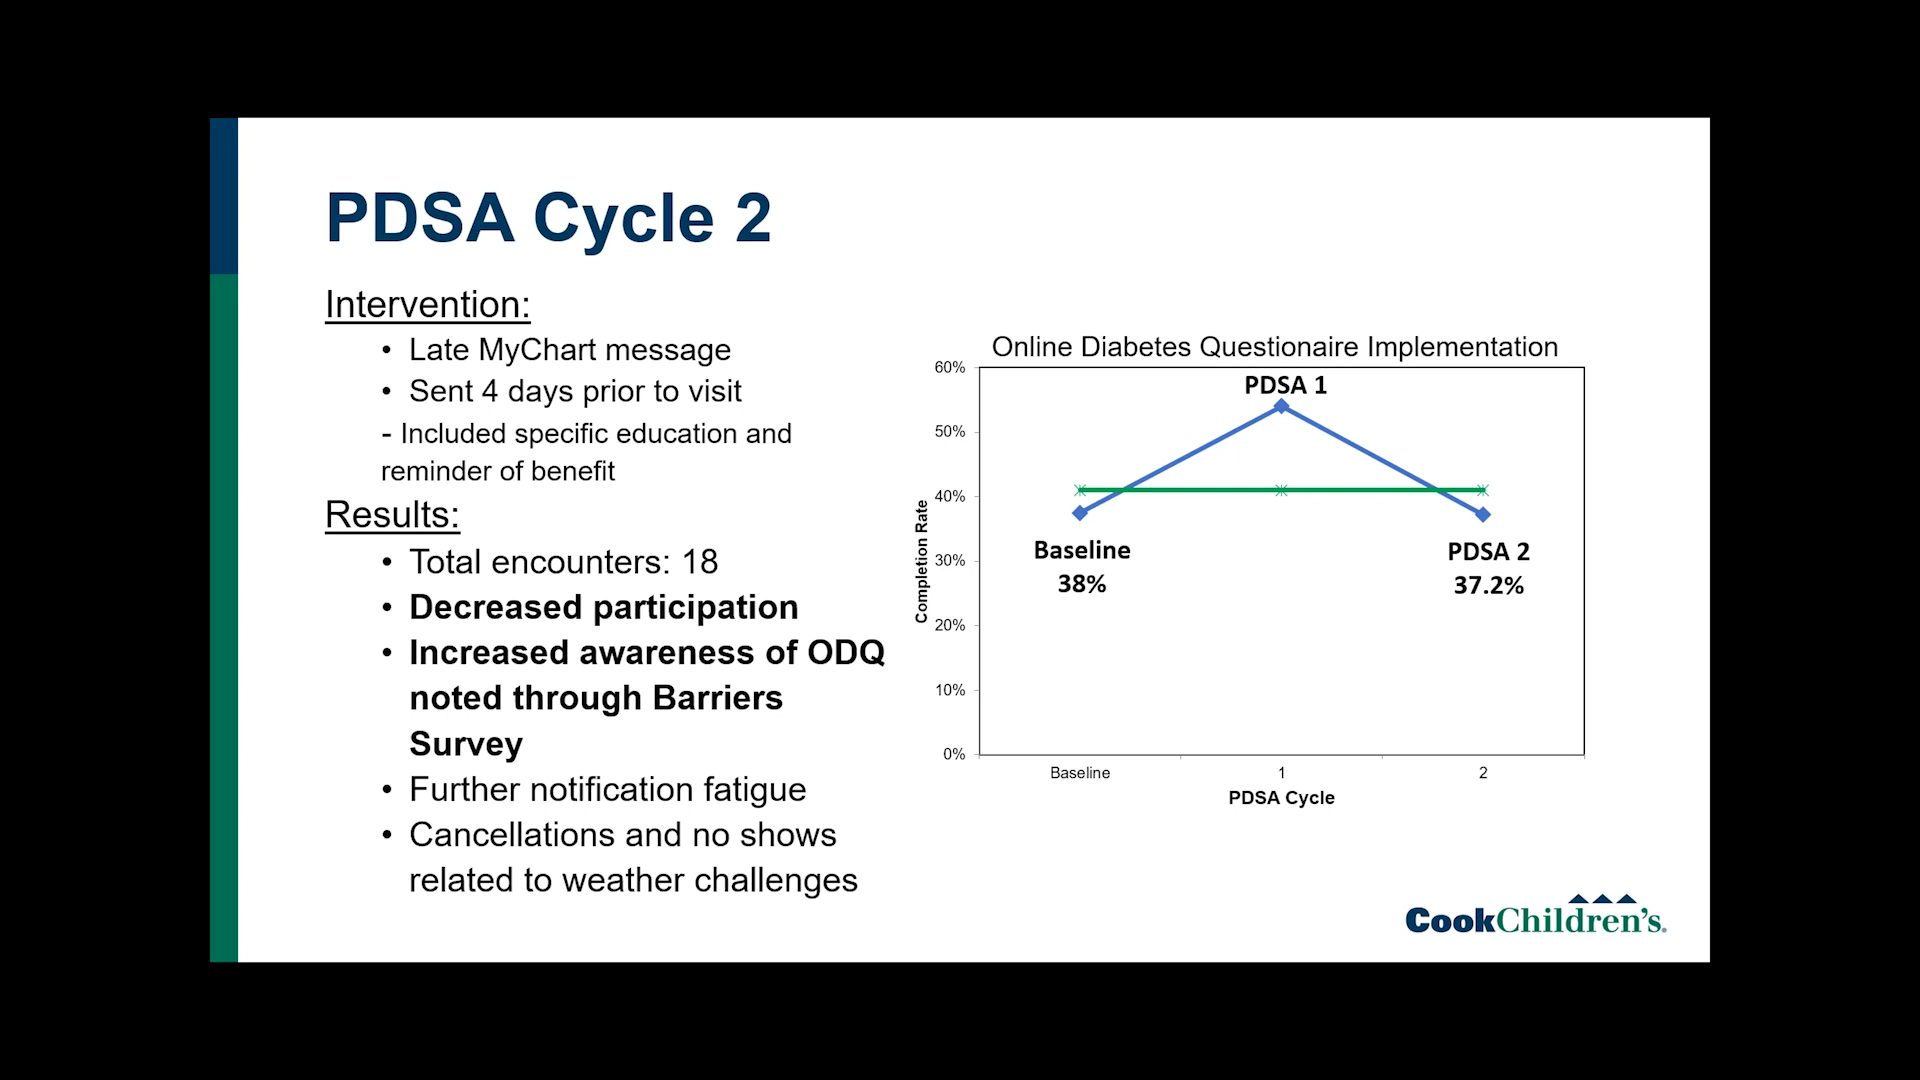 PDSA Cycle 2
Intervention:
• Late MyChart message
• Sent 4 days prior to visit
- Included specific education and
reminder of benefit
Results:
• Total encounters: 18
• Decreased participation
• Increased awareness of ODQ
noted through Barriers
Survey
• Further notification fatigue
• Cancellations and no shows
related to weather challenges
Online Diabetes Questionaire Implementation
60%
50%
40%
30%
20%
10%
0%
Completion Rate
PDSA 1
Baseline
38%
PDSA 2
37.2%
Baseline
1
2
PDSA Cycle
CookChildren's.